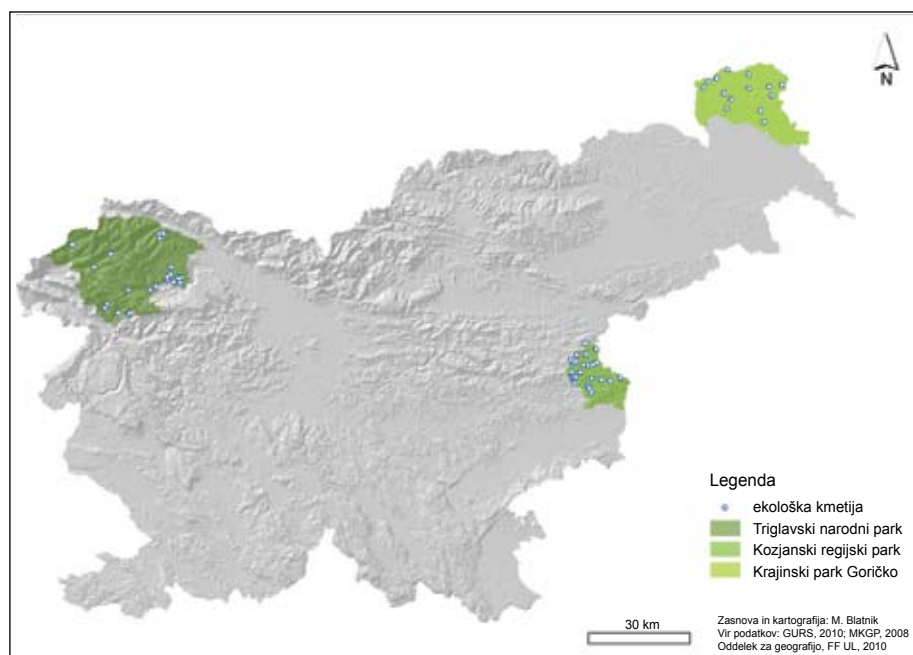 N
Legenda
ekološka kmetija
Triglavski narodni park
Kozjanski regijski park
Krajinski park Goričko
30 km
Zasnova in kartografija: M. Blatnik
Vir podatkov: GURS, 2010; MKGP, 2008
Oddelek za geografijo, FF UL, 2010